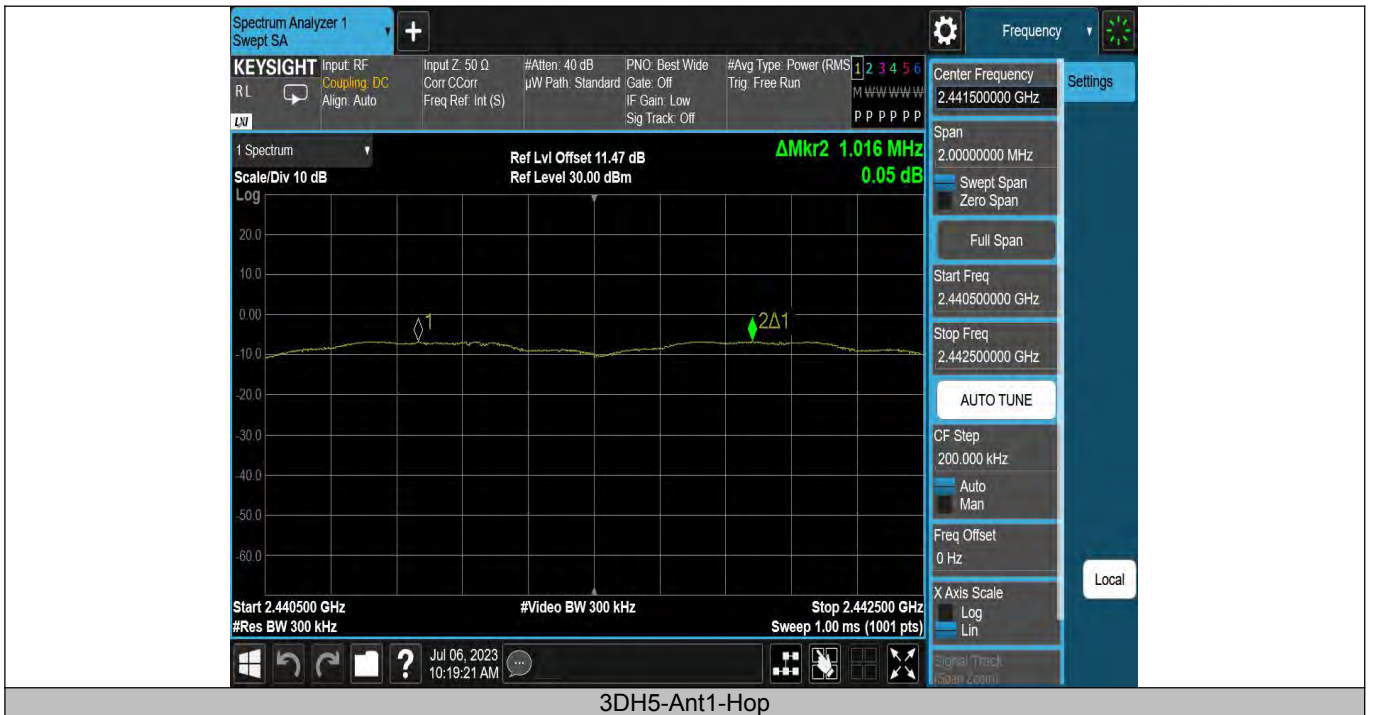 Spectrum Analyzer 1
Swept SA
+
Frequency
KEYSIGHT
RL
LXI
Input: RF
Coupling: DC
Align: Auto
Input Z: 50 Ω
Corr CCorr
Freq Ref: Int (S)
#Atten: 40 dB
µW Path: Standard
PNO: Best Wide
Gate: Off
IF Gain: Low
Sig Track: Off
#Avg Type: Power (RMS
Trig: Free Run
1 2 3 4 5 6
M W W W W W
P P P P P P
1 Spectrum
Scale/Div 10 dB
Log
Ref Lvl Offset 11.47 dB
Ref Level 30.00 dBm
ΔMkr2 1.016 MHz
0.05 dB
20.0
10.0
0.00
-10.0
-20.0
-30.0
-40.0
-50.0
-60.0
1
2Δ1
Start 2.440500 GHz
#Res BW 300 kHz
#Video BW 300 kHz
Stop 2.442500 GHz
Sweep 1.00 ms (1001 pts)
Center Frequency
2.441500000 GHz
Settings
Span
2.00000000 MHz
Swept Span
Zero Span
Full Span
Start Freq
2.440500000 GHz
Stop Freq
2.442500000 GHz
AUTO TUNE
CF Step
200.000 kHz
Auto
Man
Freq Offset
0 Hz
Local
X Axis Scale
Log
Lin
Signal Track
(Span Zoom)
?
Jul 06, 2023
10:19:21 AM
3DH5-Ant1-Hop